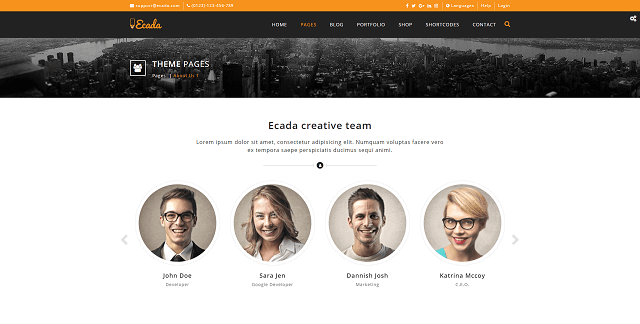 support@ecada.com
(0123) 123-456-789
Languages
Help
Login
Ecada
HOME PAGES BLOG PORTFOLIO SHOP SHORTCODES CONTACT
THEME PAGES
Pages | About Us |
Ecada creative team
Lorem ipsum dolor sit amet, consectetur adipisicing elit. Numquam voluptas facere vero
ex tempora saepe perspiciatis ducimus sequi animi.
John Doe Sara Jen Dannish Josh Katrina Mccoy
Developer Google Developer Marketing C.E.O.